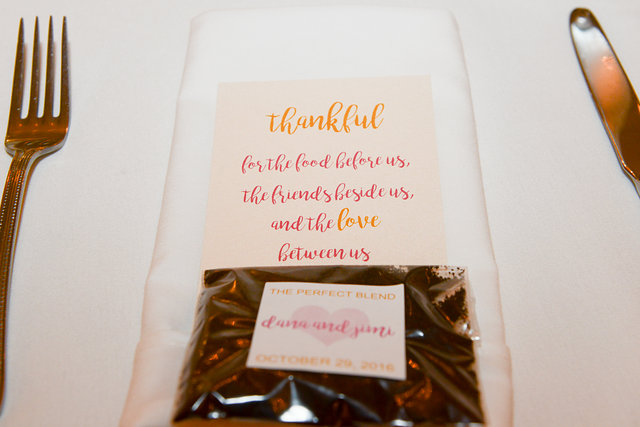 thankful
for the food before us,
the friends beside us,
and the love
between us
THE PERFECT BLEND
dana and jimi
OCTOBER 29, 2016